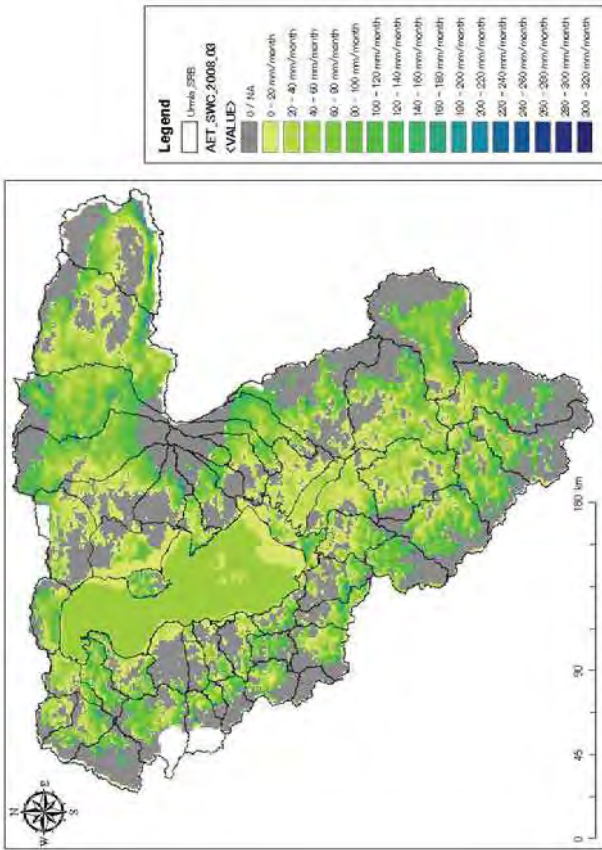 Legend
Urmia_SRB
AET_SWC_2008_03
<VALUE>
0 / NA
0 - 20 mm/month
20 - 40 mm/month
40 - 60 mm/month
60 - 80 mm/month
80 - 100 mm/month
100 - 120 mm/month
120 - 140 mm/month
140 - 160 mm/month
160 - 180 mm/month
180 - 200 mm/month
200 - 220 mm/month
220 - 240 mm/month
240 - 260 mm/month
260 - 280 mm/month
280 - 300 mm/month
300 - 320 mm/month
N
W
E
S
0
45
90
180 km